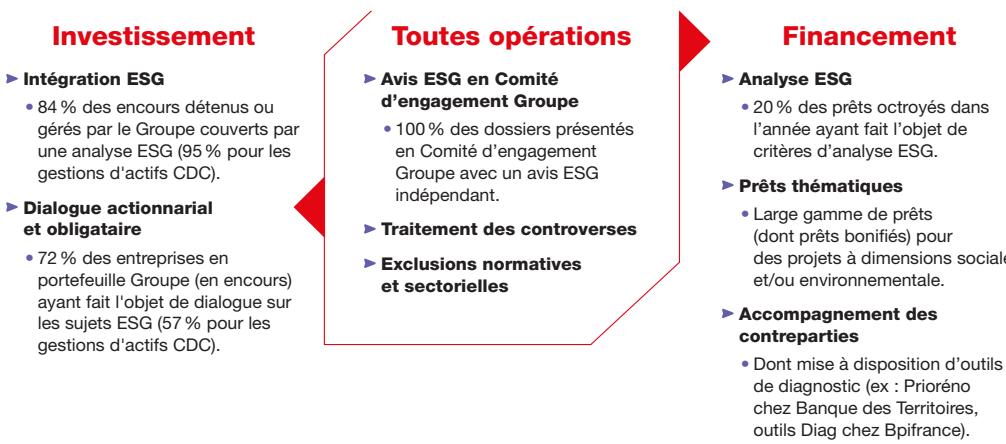 Investissement
➤ Intégration ESG
• 84 % des encours détenus ou
gérés par le Groupe couverts par
une analyse ESG (95 % pour les
gestions d'actifs CDC).
➤ Dialogue actionnarial
et obligataire
• 72 % des entreprises en
portefeuille Groupe (en encours)
ayant fait l'objet de dialogue sur
les sujets ESG (57 % pour les
gestions d'actifs CDC).
Toutes opérations
➤ Avis ESG en Comité
d’engagement Groupe
• 100 % des dossiers présentés
en Comité d’engagement
Groupe avec un avis ESG
indépendant.
➤ Traitement des controverses
➤ Exclusions normatives
et sectorielles
Financement
➤ Analyse ESG
• 20 % des prêts octroyés dans
l’année ayant fait l’objet de
critères d’analyse ESG.
➤ Prêts thématiques
• Large gamme de prêts
(dont prêts bonifiés) pour
des projets à dimensions sociale
et/ou environnementale.
➤ Accompagnement des
contreparties
• Dont mise à disposition d’outils
de diagnostic (ex : Prioréno
chez Banque des Territoires,
outils Diag chez Bpifrance).